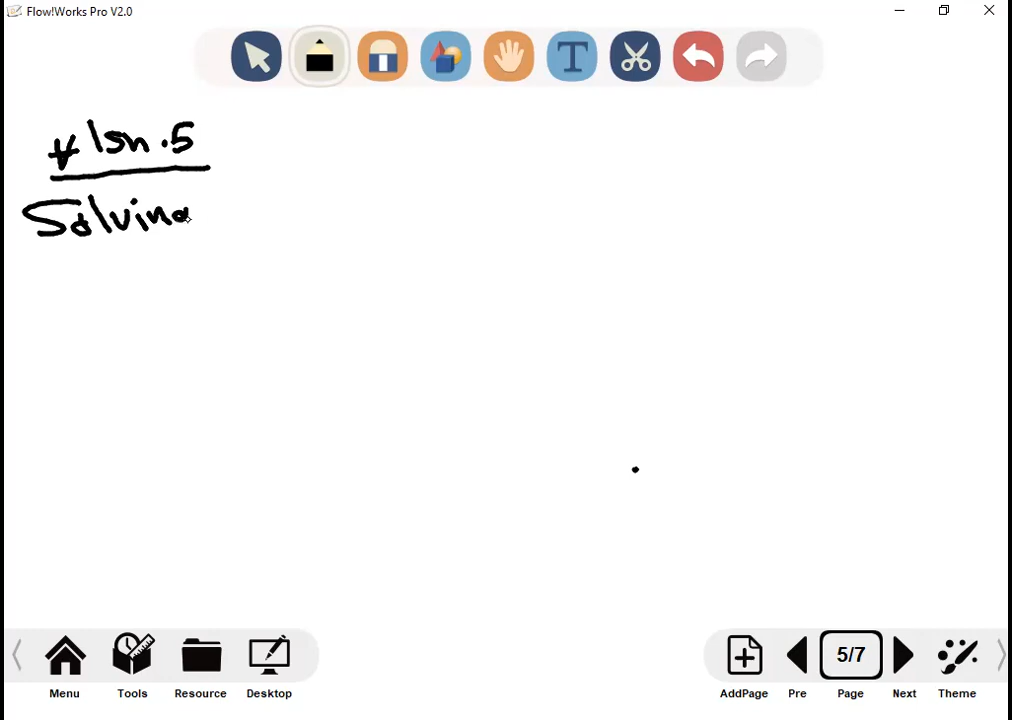 Flow!Works Pro V2.0
lsn .5
Solving
Menu
Tools
Resource
Desktop
AddPage
Pre
5/7
Page
Next
Theme